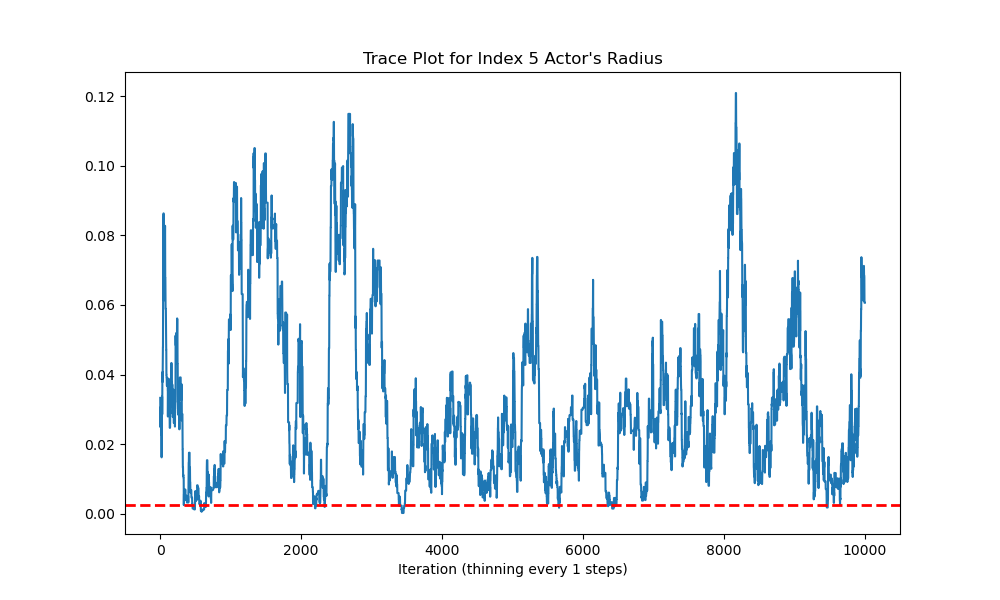 Trace Plot for Index 5 Actor's Radius
0.12
0.10
0.08
0.06
0.04
0.02
0.00
0 2000 4000 6000 8000 10000
Iteration (thinning every 1 steps)